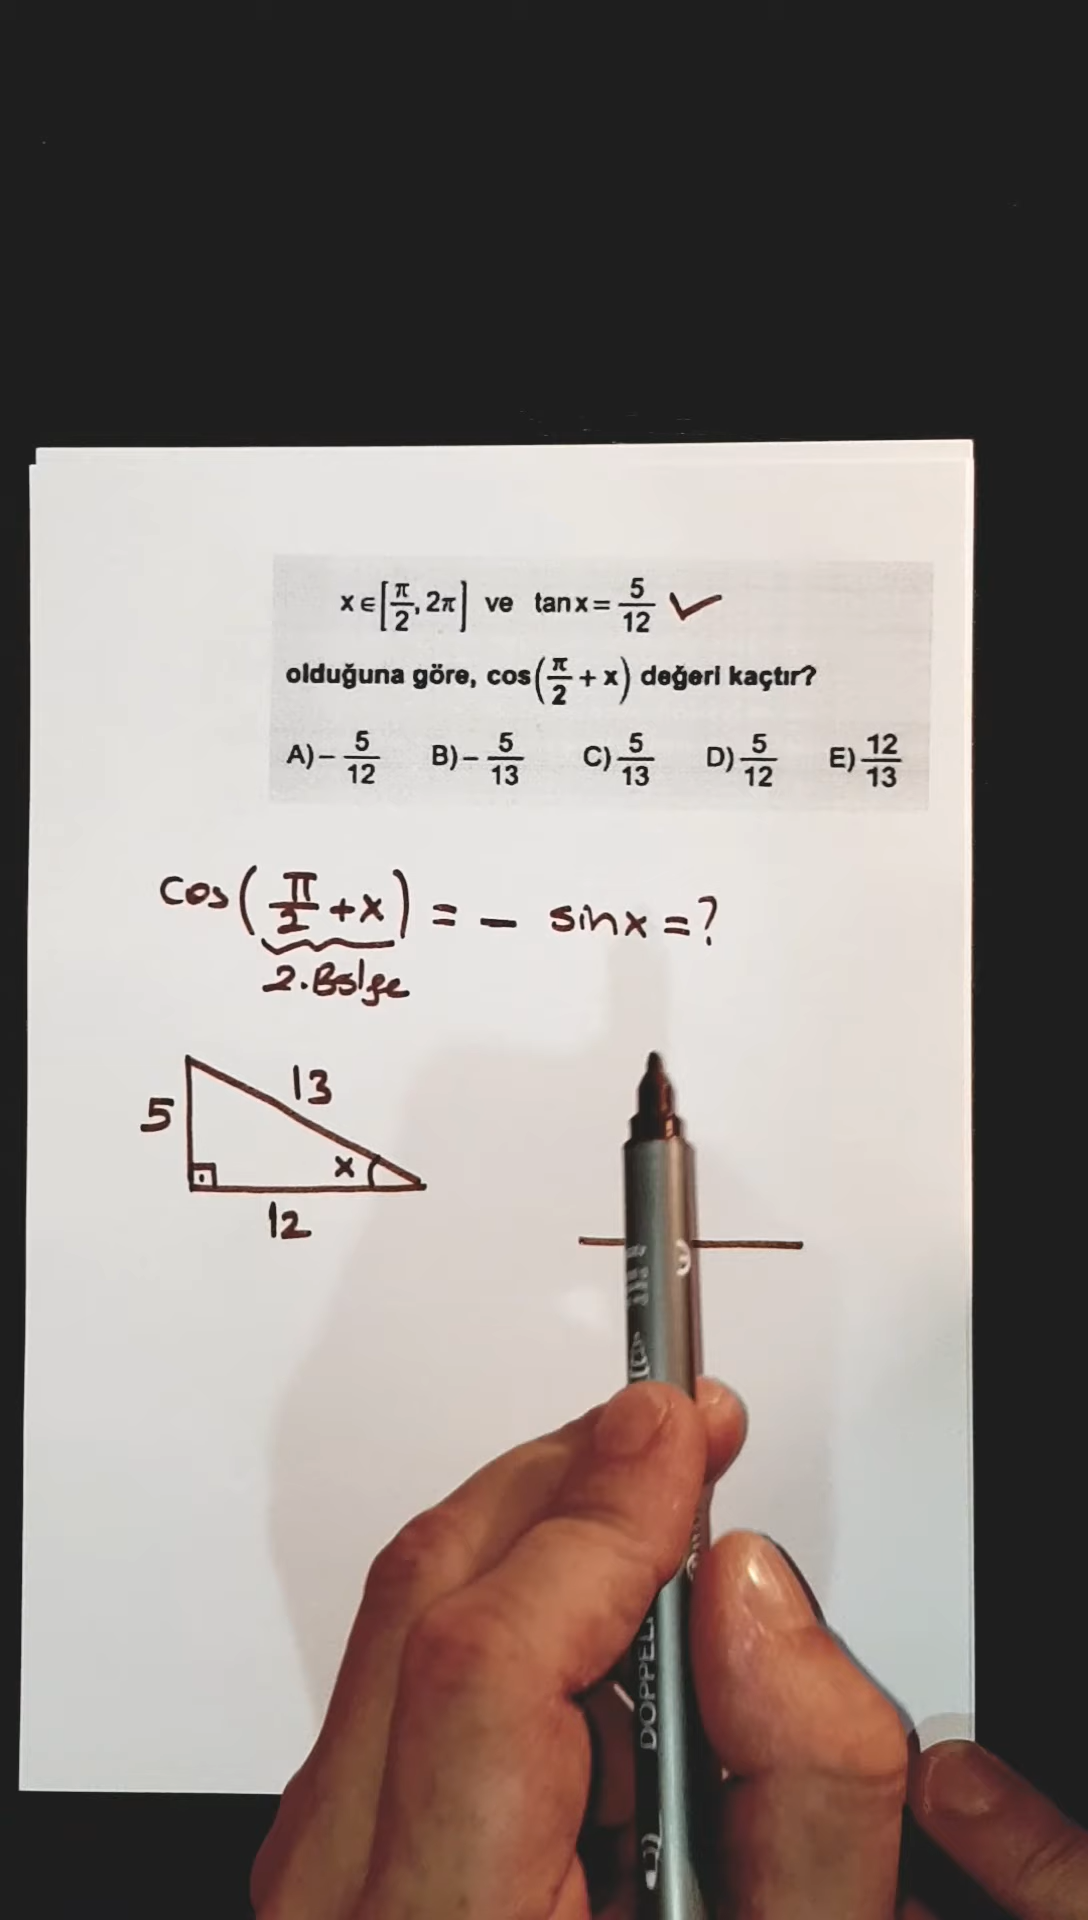 x ∈ [π/2, 2π] ve tan x = 5/12 ✓
olduğuna göre, cos(π/2 + x) değeri kaçtır?
A) - 5/12 B) - 5/13 C) 5/13 D) 5/12 E) 12/13
cos(π/2 + x) = - sin x = ?
2. Bölge
13
5
x
12
DOPPEL